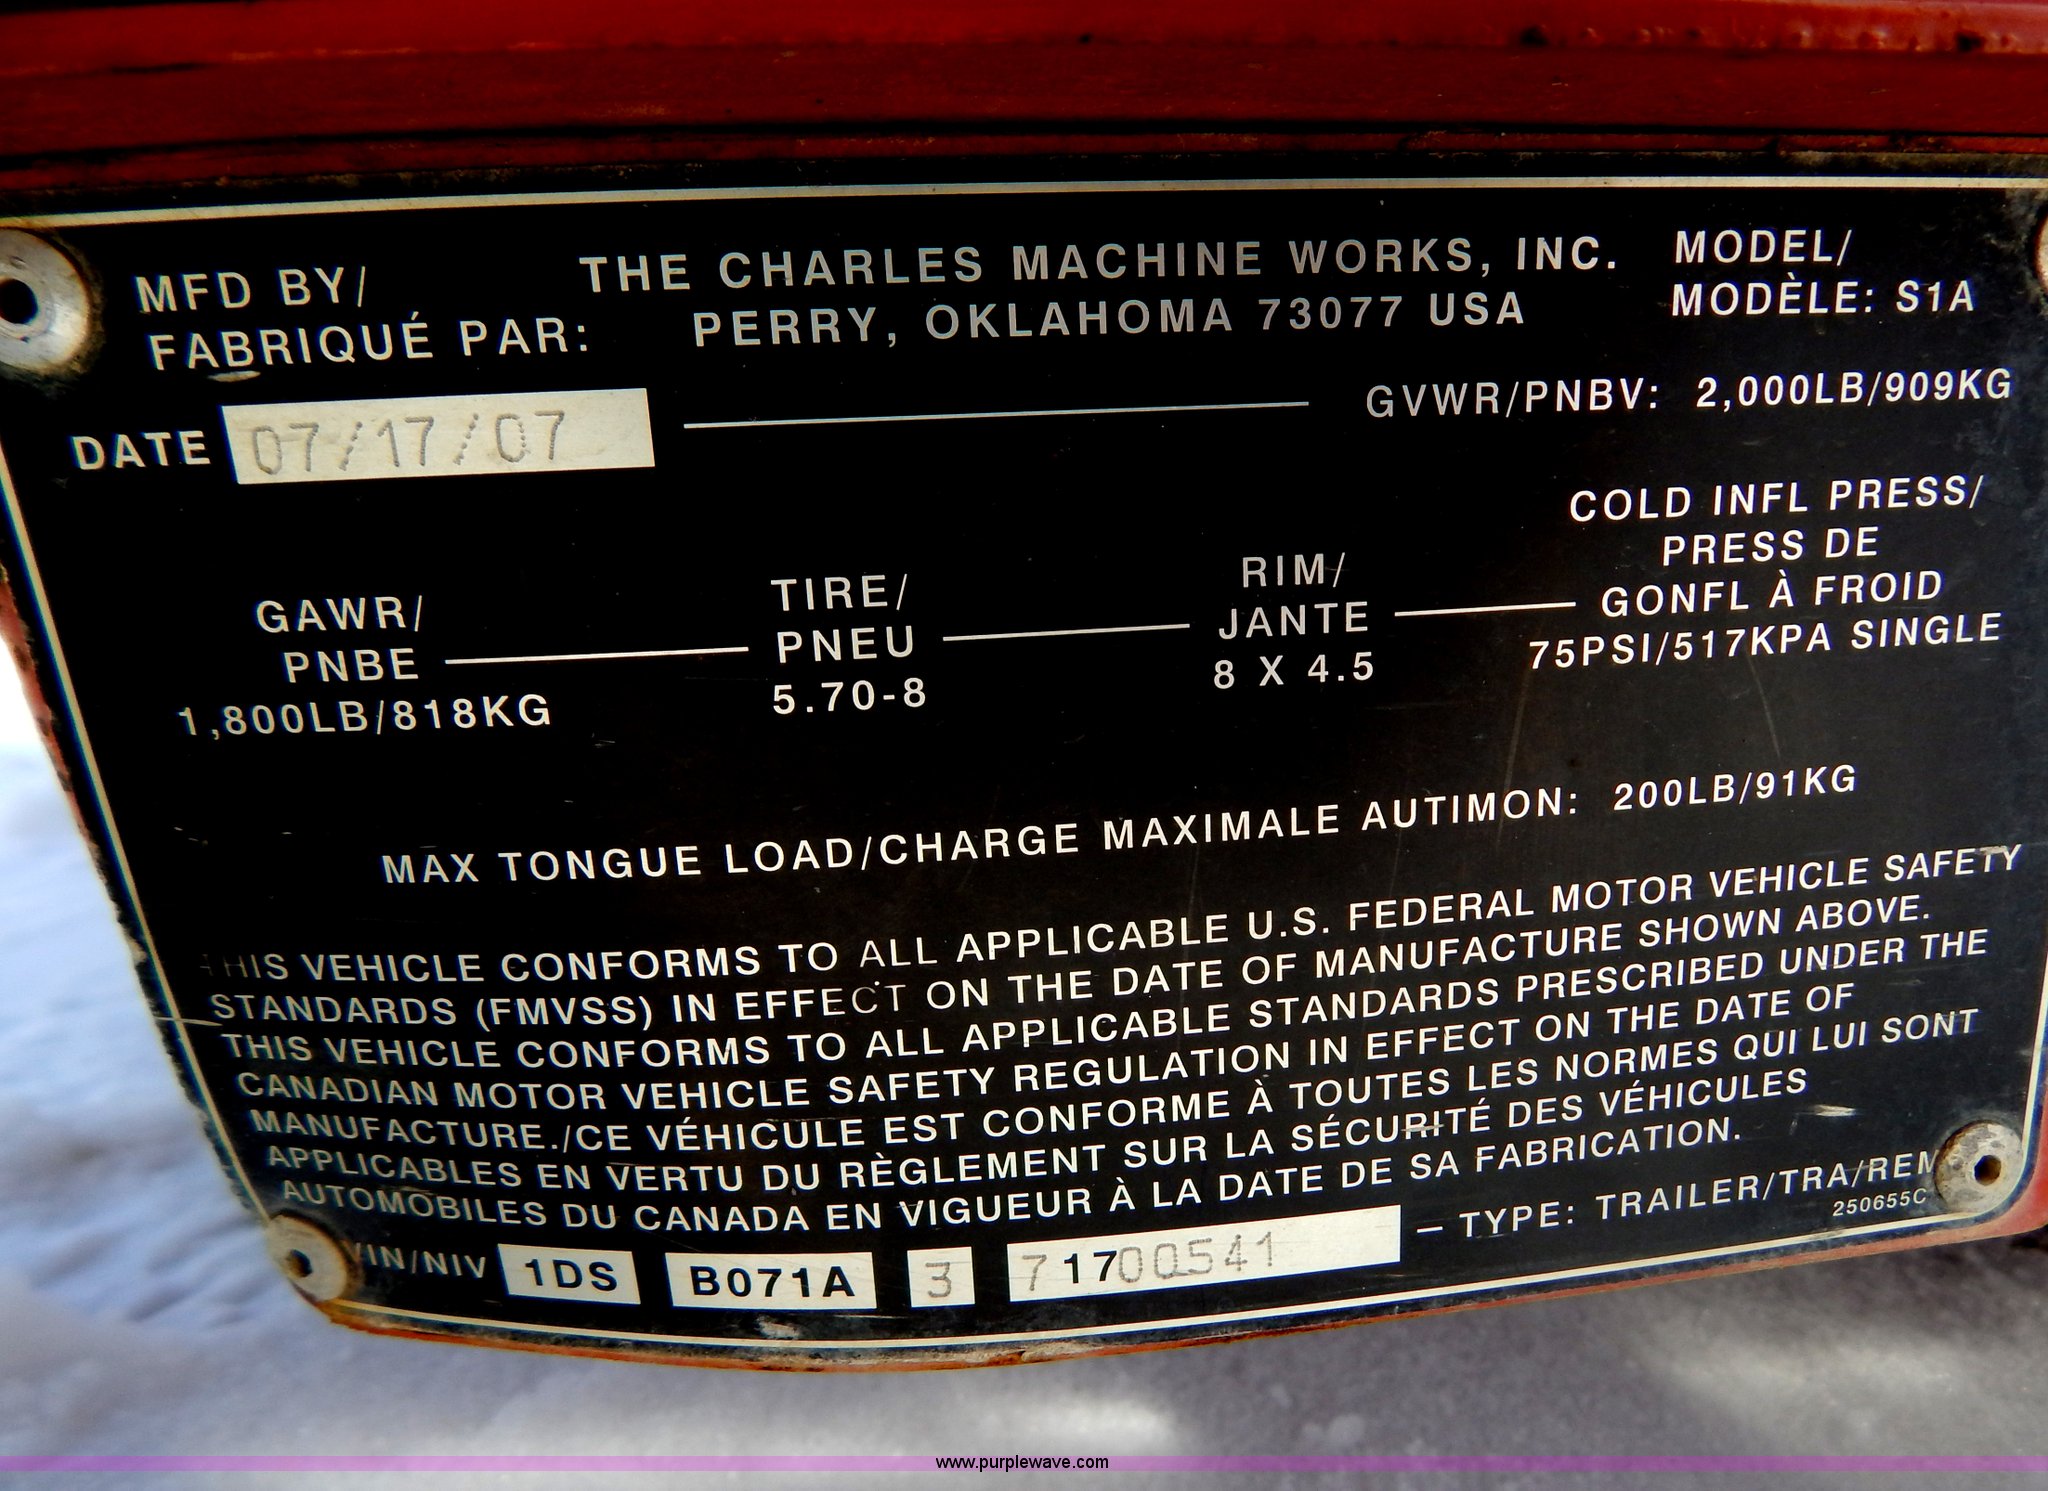 MFD BY/ THE CHARLES MACHINE WORKS, INC. MODEL/
FABRIQUÉ PAR: PERRY, OKLAHOMA 73077 USA MODÈLE: S1A
DATE 07/17/07 GVWR/PNBV: 2,000LB/909KG
GAWR/
PNBE
1,800LB/818KG
TIRE/
PNEU
5.70-8
RIM/
JANTE
8 X 4.5
COLD INFL PRESS/
PRESS DE
GONFL À FROID
75PSI/517KPA SINGLE
MAX TONGUE LOAD/CHARGE MAXIMALE AUTIMON: 200LB/91KG
THIS VEHICLE CONFORMS TO ALL APPLICABLE U.S. FEDERAL MOTOR VEHICLE SAFETY
STANDARDS (FMVSS) IN EFFECT ON THE DATE OF MANUFACTURE SHOWN ABOVE.
THIS VEHICLE CONFORMS TO ALL APPLICABLE STANDARDS PRESCRIBED UNDER THE
CANADIAN MOTOR VEHICLE SAFETY REGULATION IN EFFECT ON THE DATE OF
MANUFACTURE./CE VÉHICULE EST CONFORME À TOUTES LES NORMES QUI LUI SONT
APPLICABLES EN VERTU DU RÈGLEMENT SUR LA SÉCURITÉ DES VÉHICULES
AUTOMOBILES DU CANADA EN VIGUEUR À LA DATE DE SA FABRICATION.
VIN/NIV 1DS B071A 3 71700541 – TYPE: TRAILER/TRA/REM
250655C
www.purplewave.com